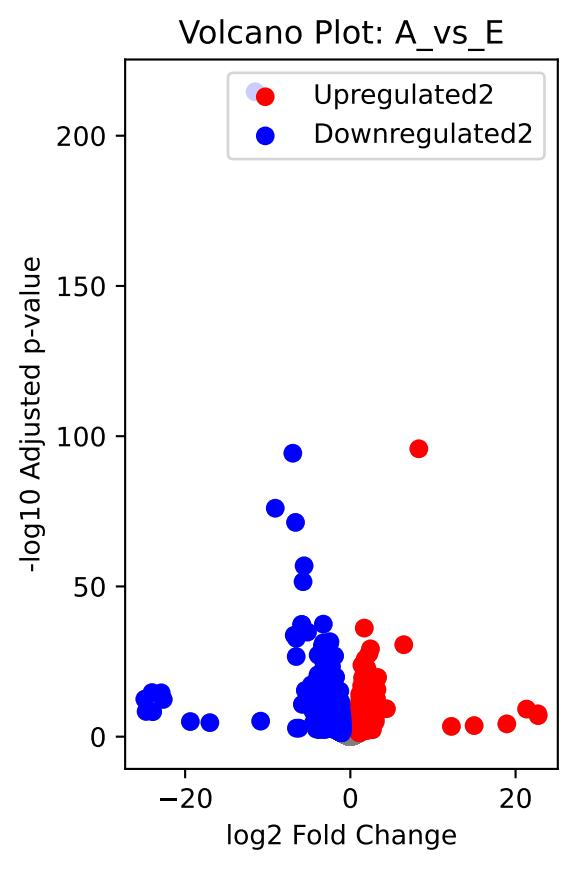 Volcano Plot: A_vs_E
Upregulated2
Downregulated2
200
150
100
50
0
-log10 Adjusted p-value
−20
0
20
log2 Fold Change